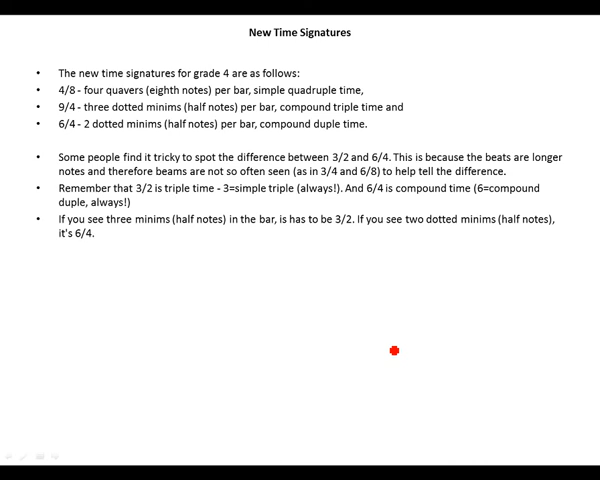 New Time Signatures
• The new time signatures for grade 4 are as follows:
• 4/8 - four quavers (eighth notes) per bar, simple quadruple time,
• 9/4 - three dotted minims (half notes) per bar, compound triple time and
• 6/4 - 2 dotted minims (half notes) per bar, compound duple time.
• Some people find it tricky to spot the difference between 3/2 and 6/4. This is because the beats are longer
notes and therefore beams are not so often seen (as in 3/4 and 6/8) to help tell the difference.
• Remember that 3/2 is triple time - 3=simple triple (always!). And 6/4 is compound time (6=compound
duple, always!)
• If you see three minims (half notes) in the bar, is has to be 3/2. If you see two dotted minims (half notes),
it's 6/4.